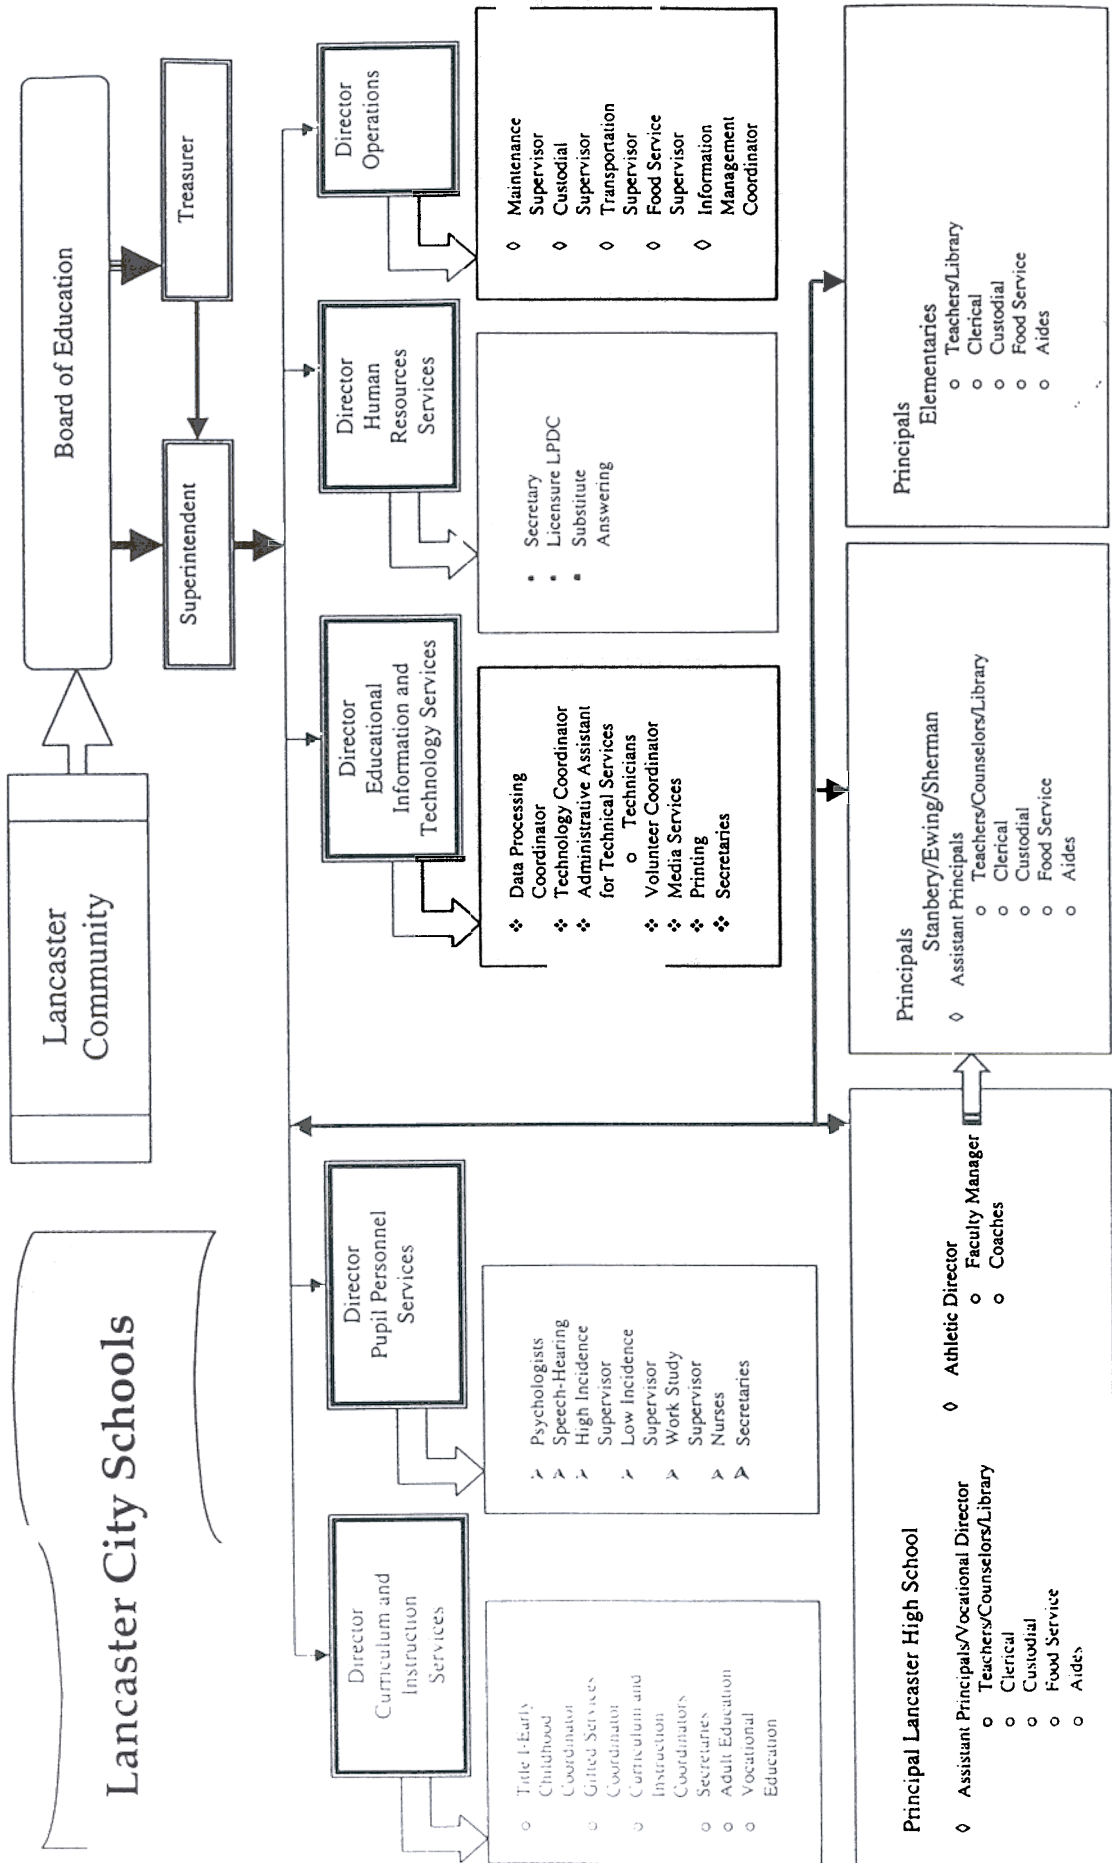 Lancaster City Schools
Lancaster
Community
Board of Education
Superintendent
Treasurer
Director
Curriculum and
Instruction
Services
Director
Pupil Personnel
Services
Director
Educational
Information and
Technology Services
Director
Human
Resources
Services
Director
Operations
○ Title I-Early
Childhood
Coordinator
○ Gifted Services
Coordinator
○ Curriculum and
Instruction
Coordinators
○ Secretaries
○ Adult Education
○ Vocational
Education
➢ Psychologists
➢ Speech-Hearing
➢ High Incidence
Supervisor
➢ Low Incidence
Supervisor
➢ Work Study
Supervisor
➢ Nurses
➢ Secretaries
❖ Data Processing
Coordinator
❖ Technology Coordinator
❖ Administrative Assistant
for Technical Services
○ Technicians
❖ Volunteer Coordinator
❖ Media Services
❖ Printing
❖ Secretaries
▪ Secretary
▪ Licensure LPDC
▪ Substitute
Answering
◊ Maintenance
Supervisor
◊ Custodial
Supervisor
◊ Transportation
Supervisor
◊ Food Service
Supervisor
◊ Information
Management
Coordinator
Principal Lancaster High School
◊ Assistant Principals/Vocational Director
○ Teachers/Counselors/Library
○ Clerical
○ Custodial
○ Food Service
○ Aides
◊ Athletic Director
○ Faculty Manager
○ Coaches
Principals
Stanbery/Ewing/Sherman
◊ Assistant Principals
○ Teachers/Counselors/Library
○ Clerical
○ Custodial
○ Food Service
○ Aides
Principals
Elementaries
○ Teachers/Library
○ Clerical
○ Custodial
○ Food Service
○ Aides